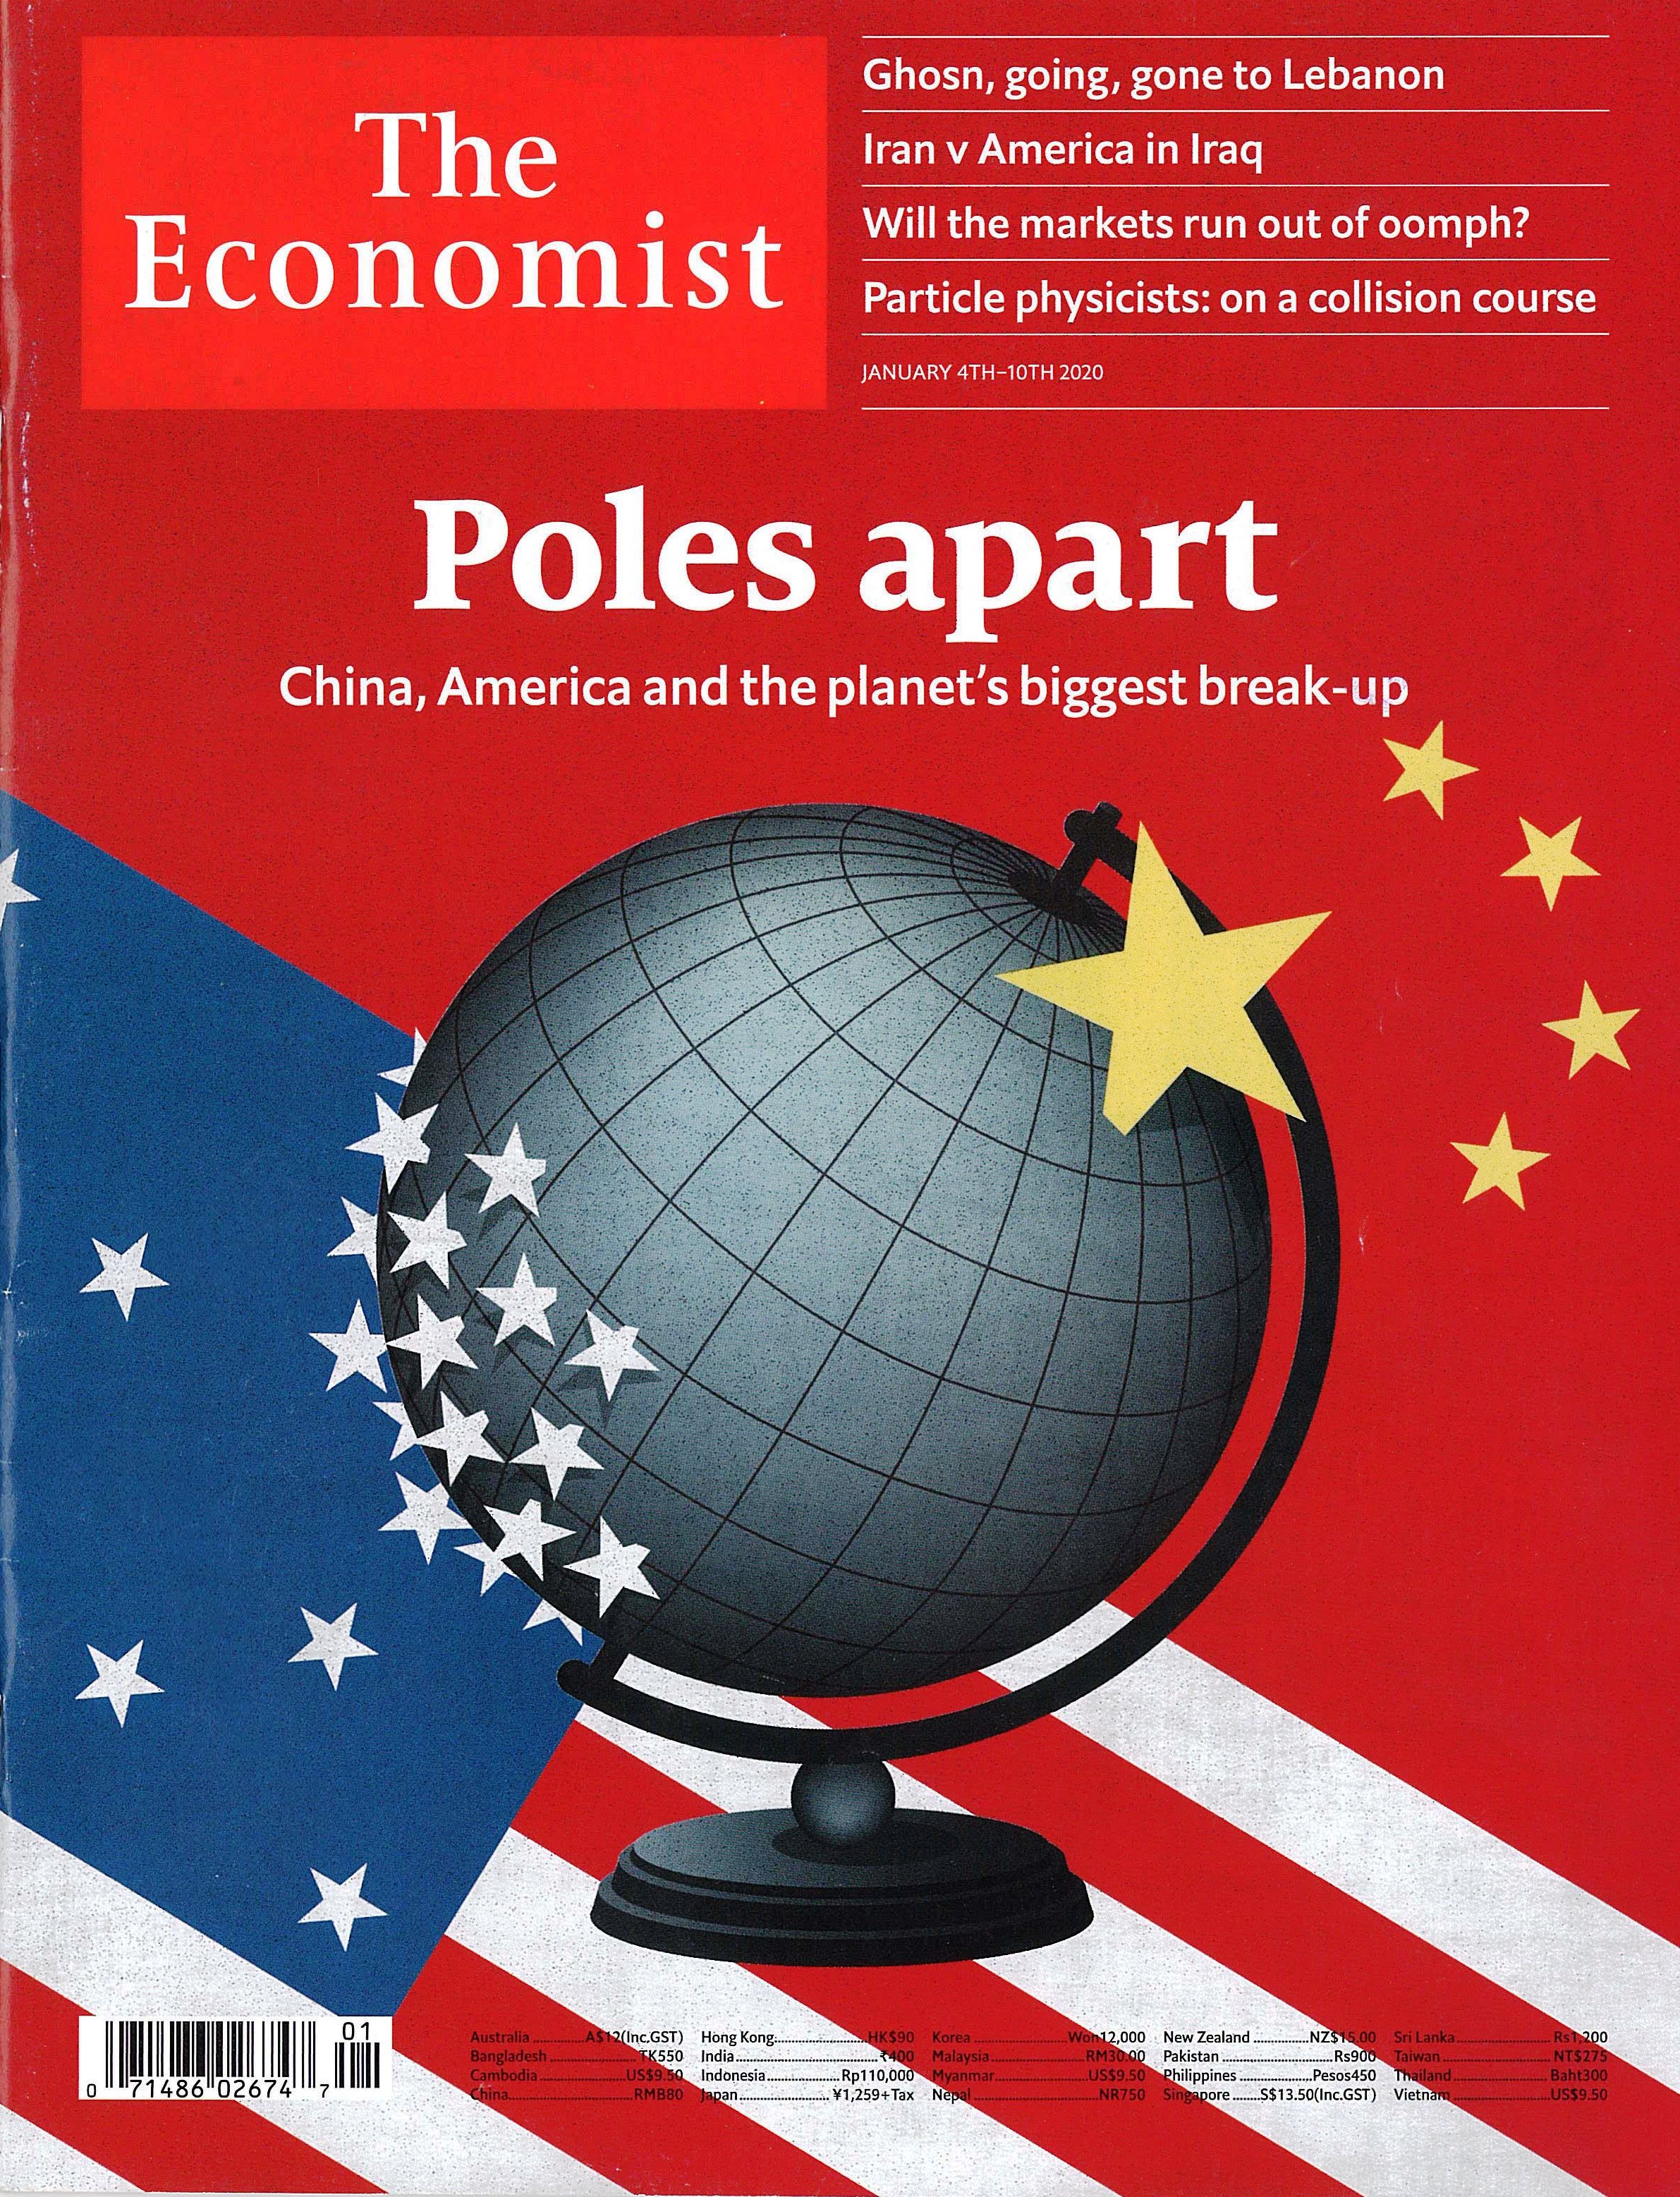 The
Economist
Ghosn, going, gone to Lebanon
Iran v America in Iraq
Will the markets run out of oomph?
Particle physicists: on a collision course
JANUARY 4TH–10TH 2020
Poles apart
China, America and the planet's biggest break-up
01
0 71486 02674 7
Australia ............ A$12(Inc.GST)
Bangladesh ............ TK550
Cambodia ............ US$9.50
China ............ RMB80
Hong Kong ............ HK$90
India ............ ₹400
Indonesia ............ Rp110,000
Japan ............ ¥1,259+Tax
Korea ............ Won12,000
Malaysia ............ RM30.00
Myanmar ............ US$9.50
Nepal ............ NR750
New Zealand ............ NZ$15.00
Pakistan ............ Rs900
Philippines ............ Pesos450
Singapore ............ S$13.50(Inc.GST)
Sri Lanka ............ Rs1,200
Taiwan ............ NT$275
Thailand ............ Baht300
Vietnam ............ US$9.50